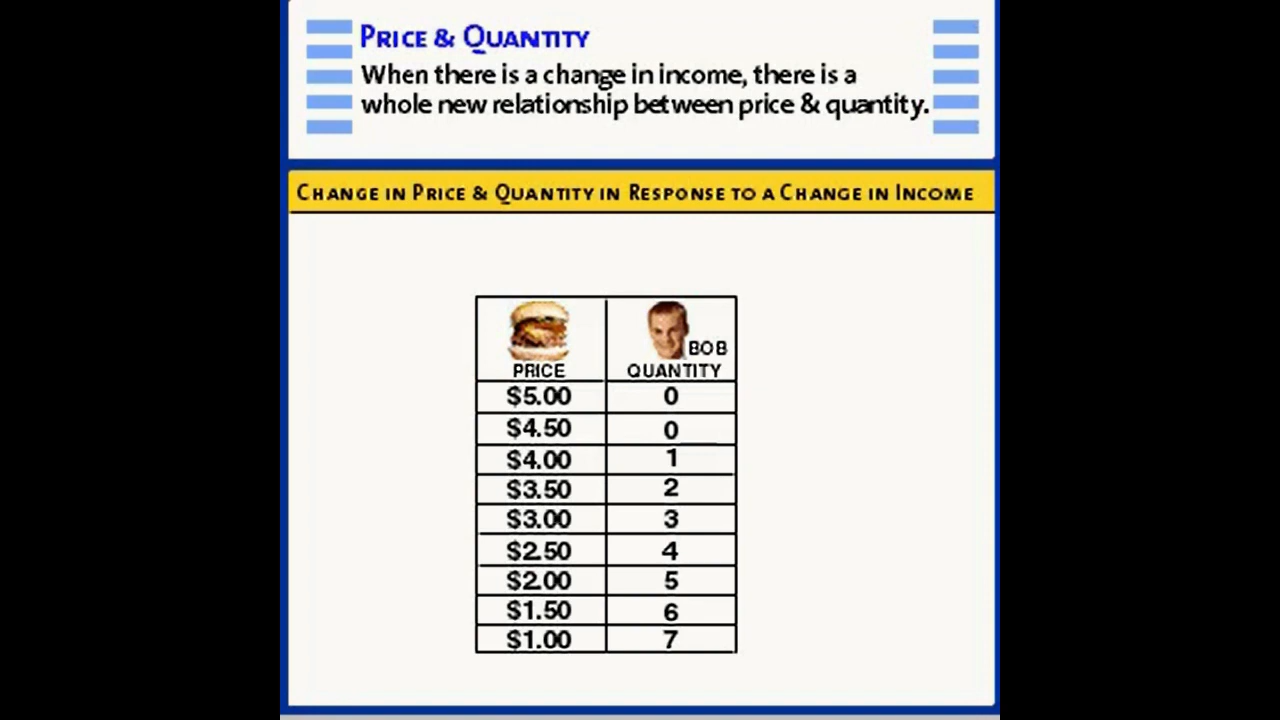 PRICE & QUANTITY
When there is a change in income, there is a
whole new relationship between price & quantity.
CHANGE IN PRICE & QUANTITY IN RESPONSE TO A CHANGE IN INCOME
BOB
PRICE QUANTITY
$5.00 0
$4.50 0
$4.00 1
$3.50 2
$3.00 3
$2.50 4
$2.00 5
$1.50 6
$1.00 7